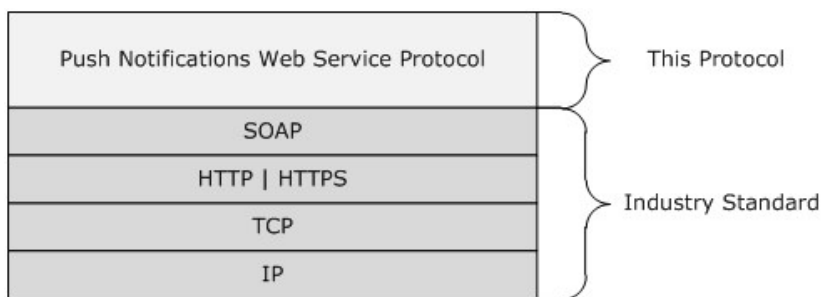 Push Notifications Web Service Protocol
This Protocol
SOAP
HTTP | HTTPS
TCP
IP
Industry Standard